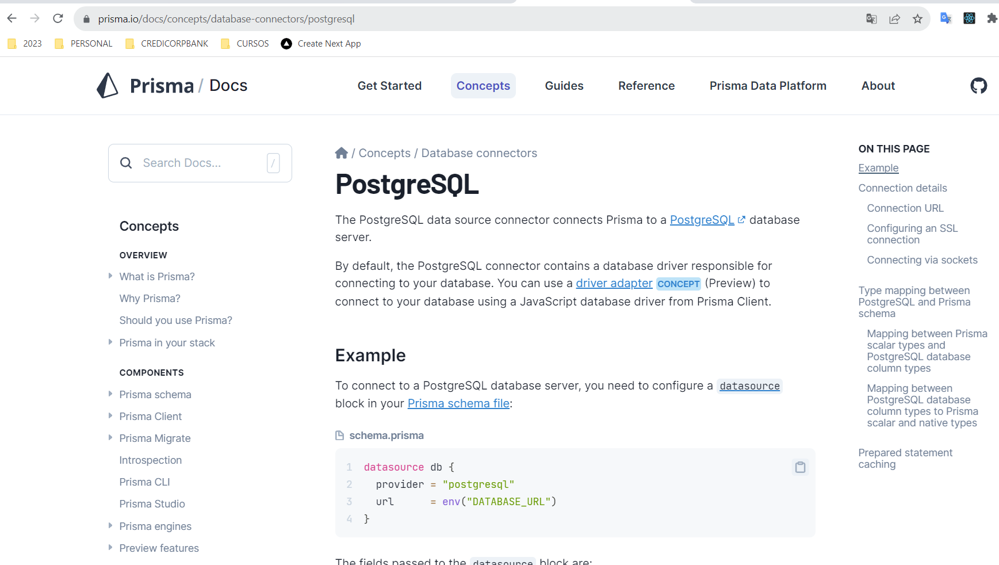 prisma.io/docs/concepts/database-connectors/postgresql
2023
PERSONAL
CREDICORPBANK
CURSOS
Create Next App
Prisma / Docs
Get Started
Concepts
Guides
Reference
Prisma Data Platform
About
Search Docs...
/
Concepts
OVERVIEW
What is Prisma?
Why Prisma?
Should you use Prisma?
Prisma in your stack
COMPONENTS
Prisma schema
Prisma Client
Prisma Migrate
Introspection
Prisma CLI
Prisma Studio
Prisma engines
Preview features
/ Concepts / Database connectors
PostgreSQL
The PostgreSQL data source connector connects Prisma to a PostgreSQL database
server.
By default, the PostgreSQL connector contains a database driver responsible for
connecting to your database. You can use a driver adapter CONCEPT (Preview) to
connect to your database using a JavaScript database driver from Prisma Client.
Example
To connect to a PostgreSQL database server, you need to configure a datasource
block in your Prisma schema file:
schema.prisma
1 datasource db {
2   provider = "postgresql"
3   url      = env("DATABASE_URL")
4 }
The fields passed to the datasource block are:
ON THIS PAGE
Example
Connection details
Connection URL
Configuring an SSL
connection
Connecting via sockets
Type mapping between
PostgreSQL and Prisma
schema
Mapping between Prisma
scalar types and
PostgreSQL database
column types
Mapping between
PostgreSQL database
column types to Prisma
scalar and native types
Prepared statement
caching